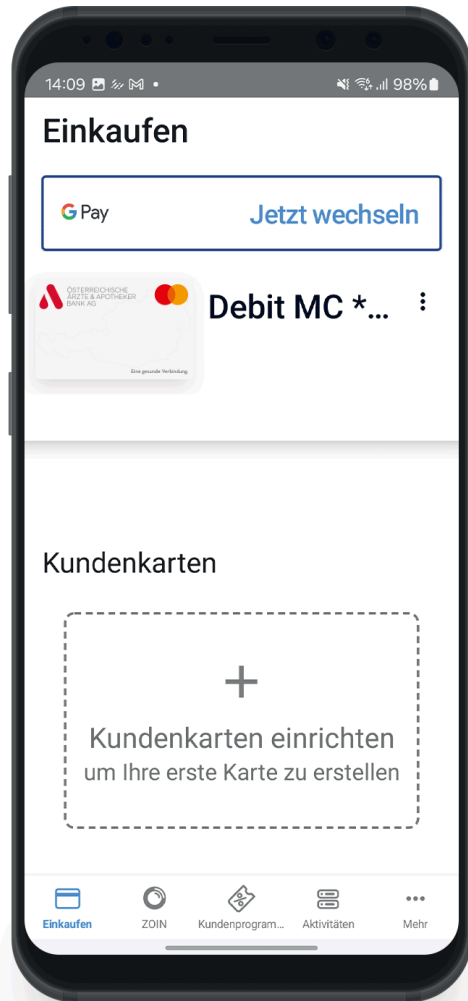 14:09 98%
Einkaufen
G Pay
Jetzt wechseln
ÖSTERREICHISCHE
ÄRZTE & APOTHEKER
BANK AG
Eine gesunde Verbindung.
Debit MC *...
Kundenkarten
+
Kundenkarten einrichten
um Ihre erste Karte zu erstellen
Einkaufen ZOIN Kundenprogram... Aktivitäten Mehr